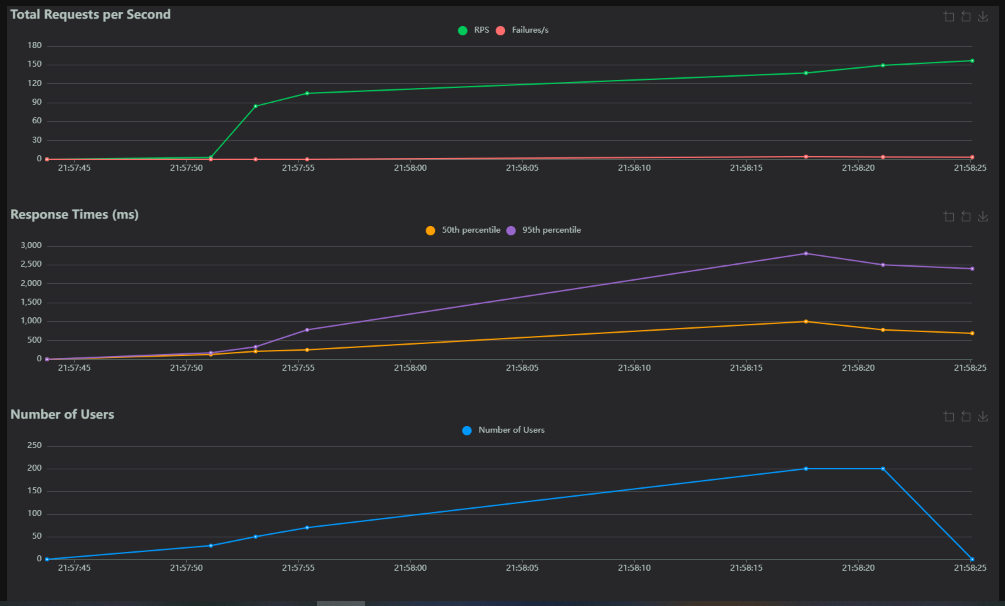 Total Requests per Second
RPS Failures/s
180
150
120
90
60
30
0
21:57:45 21:57:50 21:57:55 21:58:00 21:58:05 21:58:10 21:58:15 21:58:20 21:58:25
Response Times (ms)
50th percentile 95th percentile
3,000
2,500
2,000
1,500
1,000
500
0
21:57:45 21:57:50 21:57:55 21:58:00 21:58:05 21:58:10 21:58:15 21:58:20 21:58:25
Number of Users
Number of Users
250
200
150
100
50
0
21:57:45 21:57:50 21:57:55 21:58:00 21:58:05 21:58:10 21:58:15 21:58:20 21:58:25